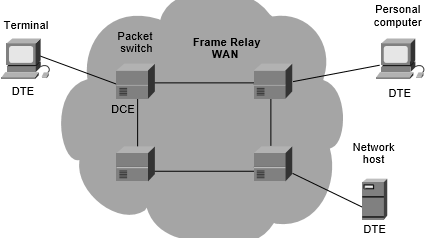 Terminal
DTE
Packet
switch
DCE
Frame Relay
WAN
Personal
computer
DTE
Network
host
DTE